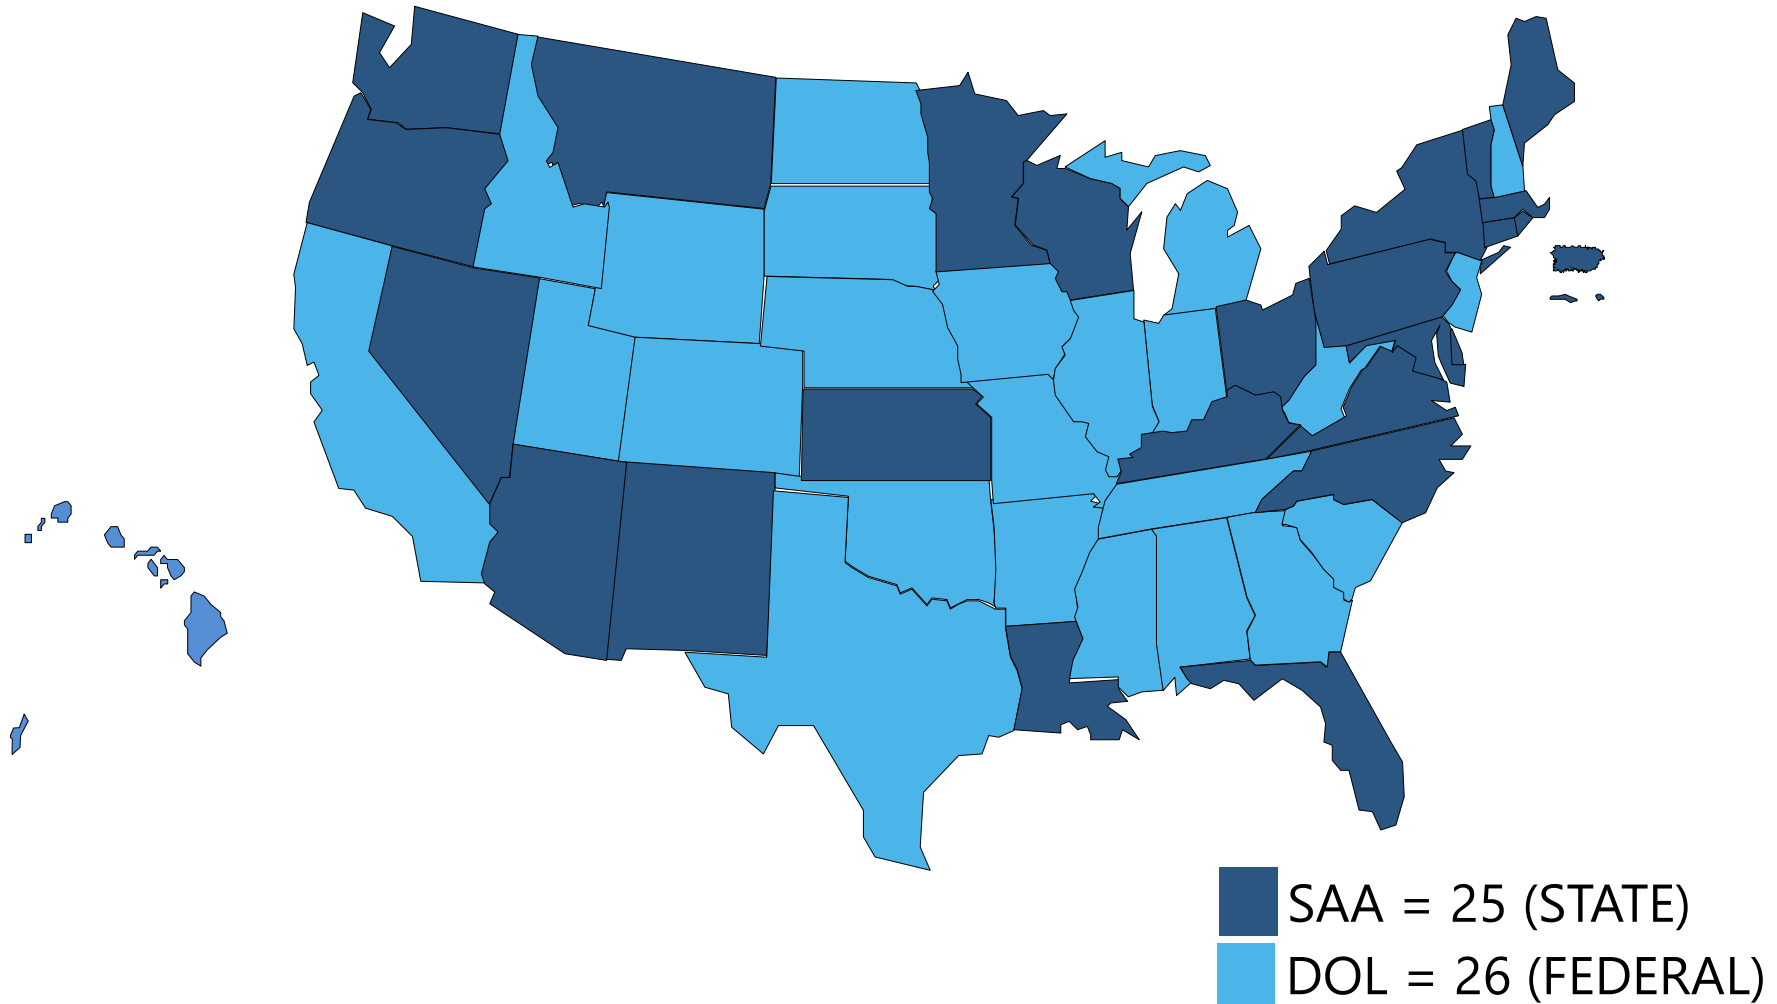 SAA = 25 (STATE)
DOL = 26 (FEDERAL)